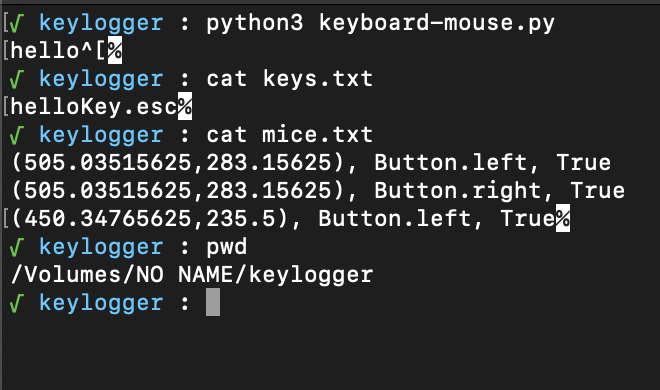 √ keylogger : python3 keyboard-mouse.py
[hello^[%
√ keylogger : cat keys.txt
[helloKey.esc%
√ keylogger : cat mice.txt
(505.03515625,283.15625), Button.left, True
(505.03515625,283.15625), Button.right, True
[(450.34765625,235.5), Button.left, True%
√ keylogger : pwd
/Volumes/NO NAME/keylogger
√ keylogger :